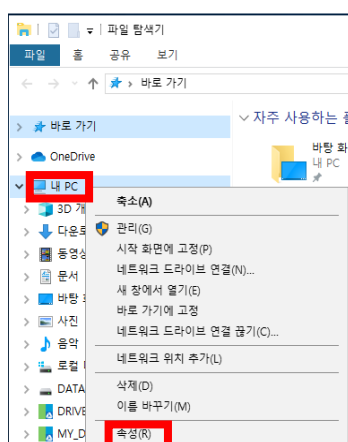 파일 탐색기
파일 홈 공유 보기
바로 가기
바로 가기
자주 사용하는
OneDrive
바탕 화
내 PC
내 PC
3D 개
다운로
동영상
문서
바탕
사진
음악
로컬
DATA
DRIVE
MY_D
축소(A)
관리(G)
시작 화면에 고정(P)
네트워크 드라이브 연결(N)...
새 창에서 열기(E)
바로 가기에 고정
네트워크 드라이브 연결 끊기(C)...
네트워크 위치 추가(L)
삭제(D)
이름 바꾸기(M)
속성(R)